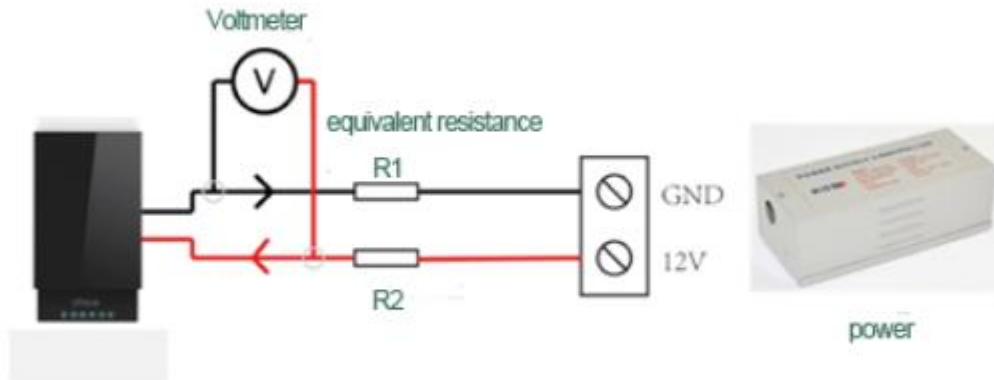 Voltmeter
V
equivalent resistance
R1
GND
12V
R2
power